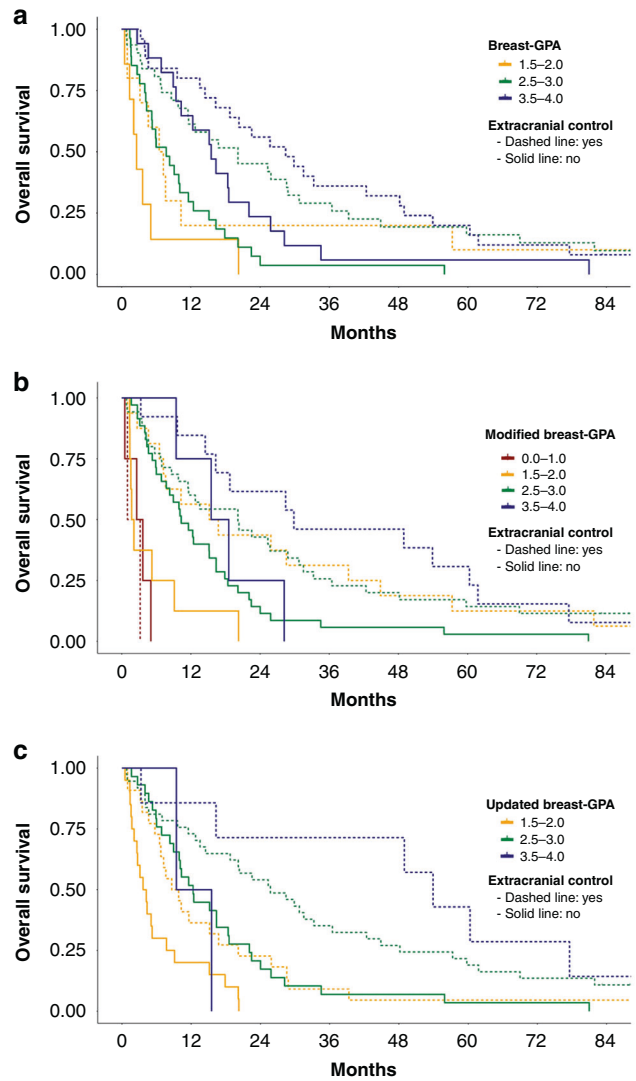 a
Overall survival
1.00
0.75
0.50
0.25
0.00
0 12 24 36 48 60 72 84
Months
Breast-GPA
1.5–2.0
2.5–3.0
3.5–4.0
Extracranial control
- Dashed line: yes
- Solid line: no
b
Overall survival
1.00
0.75
0.50
0.25
0.00
0 12 24 36 48 60 72 84
Months
Modified breast-GPA
0.0–1.0
1.5–2.0
2.5–3.0
3.5–4.0
Extracranial control
- Dashed line: yes
- Solid line: no
c
Overall survival
1.00
0.75
0.50
0.25
0.00
0 12 24 36 48 60 72 84
Months
Updated breast-GPA
1.5–2.0
2.5–3.0
3.5–4.0
Extracranial control
- Dashed line: yes
- Solid line: no